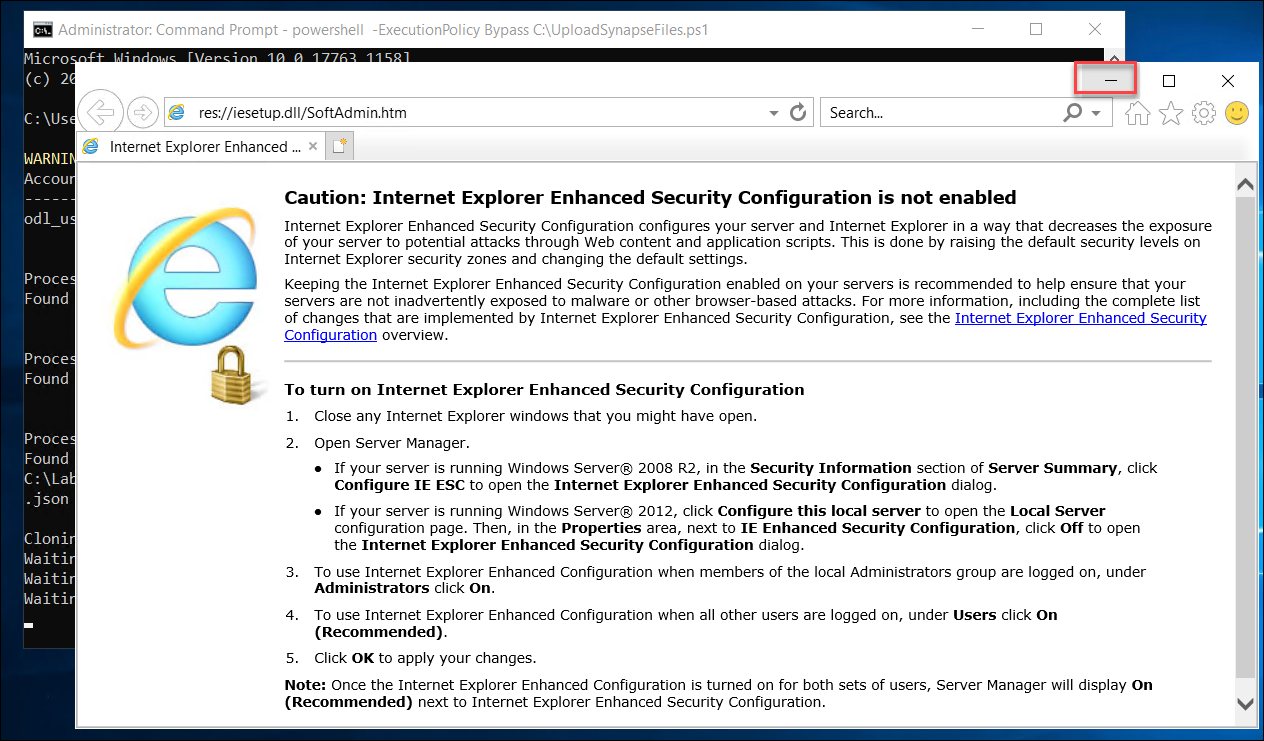 Administrator: Command Prompt - powershell  -ExecutionPolicy Bypass C:\UploadSynapseFiles.ps1
Microsoft Windows [Version 10.0.17763.1158]
(c) 20
C:\Use
WARNIN
Accoun
------
odl_us
Proces
Found
Proces
Found
Proces
Found
C:\Lab
.json
Clonin
Waitin
Waitin
Waitin
res://iesetup.dll/SoftAdmin.htm
Search...
Internet Explorer Enhanced ...
Caution: Internet Explorer Enhanced Security Configuration is not enabled
Internet Explorer Enhanced Security Configuration configures your server and Internet Explorer in a way that decreases the exposure
of your server to potential attacks through Web content and application scripts. This is done by raising the default security levels on
Internet Explorer security zones and changing the default settings.
Keeping the Internet Explorer Enhanced Security Configuration enabled on your servers is recommended to help ensure that your
servers are not inadvertently exposed to malware or other browser-based attacks. For more information, including the complete list
of changes that are implemented by Internet Explorer Enhanced Security Configuration, see the Internet Explorer Enhanced Security
Configuration overview.
To turn on Internet Explorer Enhanced Security Configuration
1. Close any Internet Explorer windows that you might have open.
2. Open Server Manager.
• If your server is running Windows Server® 2008 R2, in the Security Information section of Server Summary, click
Configure IE ESC to open the Internet Explorer Enhanced Security Configuration dialog.
• If your server is running Windows Server® 2012, click Configure this local server to open the Local Server
configuration page. Then, in the Properties area, next to IE Enhanced Security Configuration, click Off to open
the Internet Explorer Enhanced Security Configuration dialog.
3. To use Internet Explorer Enhanced Configuration when members of the local Administrators group are logged on, under
Administrators click On.
4. To use Internet Explorer Enhanced Configuration when all other users are logged on, under Users click On
(Recommended).
5. Click OK to apply your changes.
Note: Once the Internet Explorer Enhanced Configuration is turned on for both sets of users, Server Manager will display On
(Recommended) next to Internet Explorer Enhanced Security Configuration.